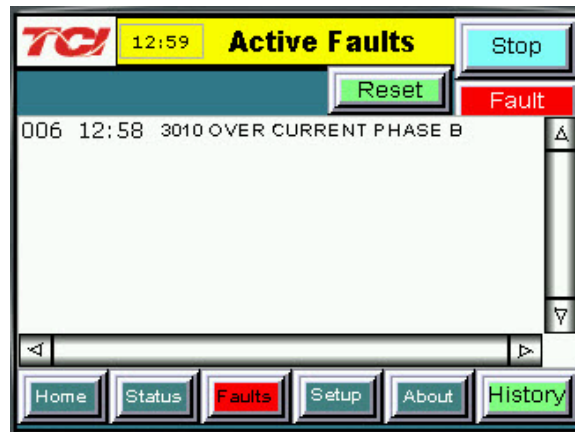 TCI 12:59 Active Faults Stop
Reset Fault
006 12:58 3010 OVER CURRENT PHASE B
Home Status Faults Setup About History